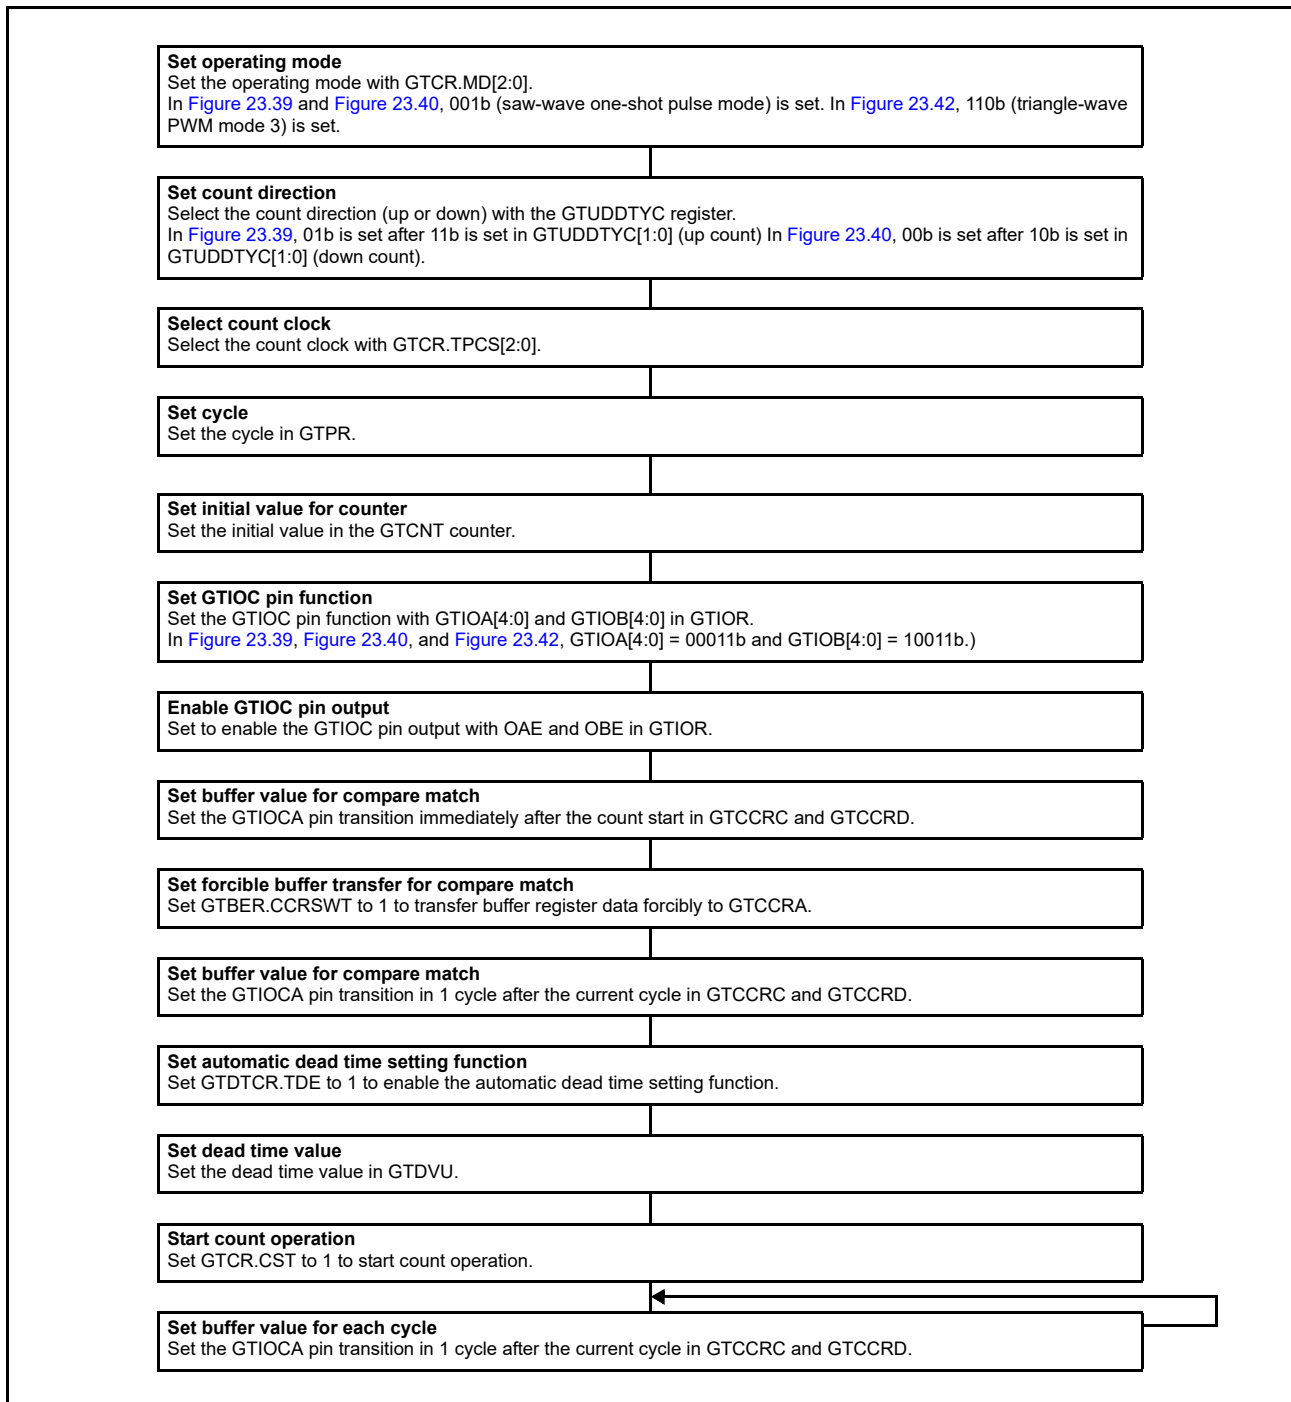 Set operating mode
Set the operating mode with GTCR.MD[2:0].
In Figure 23.39 and Figure 23.40, 001b (saw-wave one-shot pulse mode) is set. In Figure 23.42, 110b (triangle-wave
PWM mode 3) is set.
Set count direction
Select the count direction (up or down) with the GTUDDTYC register.
In Figure 23.39, 01b is set after 11b is set in GTUDDTYC[1:0] (up count) In Figure 23.40, 00b is set after 10b is set in
GTUDDTYC[1:0] (down count).
Select count clock
Select the count clock with GTCR.TPCS[2:0].
Set cycle
Set the cycle in GTPR.
Set initial value for counter
Set the initial value in the GTCNT counter.
Set GTIOC pin function
Set the GTIOC pin function with GTIOA[4:0] and GTIOB[4:0] in GTIOR.
In Figure 23.39, Figure 23.40, and Figure 23.42, GTIOA[4:0] = 00011b and GTIOB[4:0] = 10011b.)
Enable GTIOC pin output
Set to enable the GTIOC pin output with OAE and OBE in GTIOR.
Set buffer value for compare match
Set the GTIOCA pin transition immediately after the count start in GTCCRC and GTCCRD.
Set forcible buffer transfer for compare match
Set GTBER.CCRSWT to 1 to transfer buffer register data forcibly to GTCCRA.
Set buffer value for compare match
Set the GTIOCA pin transition in 1 cycle after the current cycle in GTCCRC and GTCCRD.
Set automatic dead time setting function
Set GTDTCR.TDE to 1 to enable the automatic dead time setting function.
Set dead time value
Set the dead time value in GTDVU.
Start count operation
Set GTCR.CST to 1 to start count operation.
Set buffer value for each cycle
Set the GTIOCA pin transition in 1 cycle after the current cycle in GTCCRC and GTCCRD.